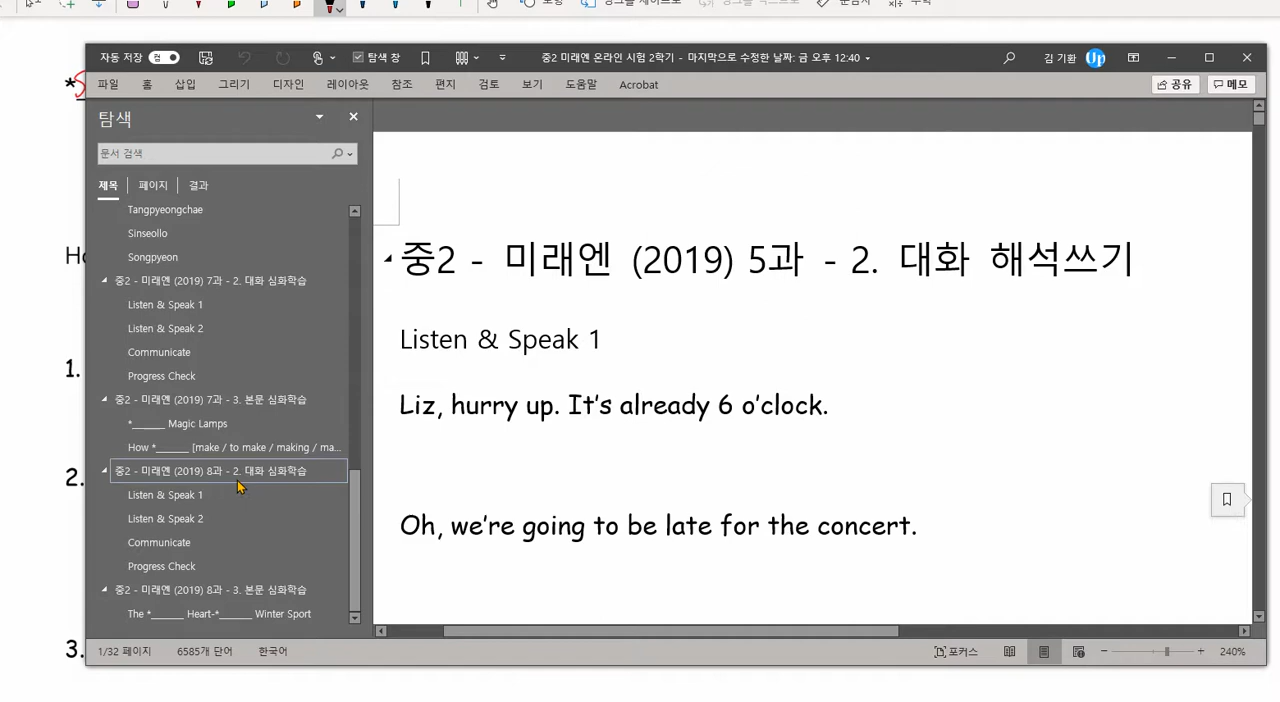 자동 저장
컴
탐색 창
중2 미래엔 온라인 시험 2학기 - 마지막으로 수정한 날짜: 금 오후 12:40
김 기환
Up
파일 홈 삽입 그리기 디자인 레이아웃 참조 편지 검토 보기 도움말 Acrobat
공유
메모
탐색
문서 검색
제목 페이지 결과
Tangpyeongchae
Sinseollo
Songpyeon
중2 - 미래엔 (2019) 7과 - 2. 대화 심화학습
Listen & Speak 1
Listen & Speak 2
Communicate
Progress Check
중2 - 미래엔 (2019) 7과 - 3. 본문 심화학습
*______ Magic Lamps
How *______ [make / to make / making / ma...
중2 - 미래엔 (2019) 8과 - 2. 대화 심화학습
Listen & Speak 1
Listen & Speak 2
Communicate
Progress Check
중2 - 미래엔 (2019) 8과 - 3. 본문 심화학습
The *______ Heart-*______ Winter Sport
중2 - 미래엔 (2019) 5과 - 2. 대화 해석쓰기
Listen & Speak 1
Liz, hurry up. It's already 6 o'clock.
Oh, we're going to be late for the concert.
1.
2.
3.
1/32 페이지
6585개 단어
한국어
포커스
240%